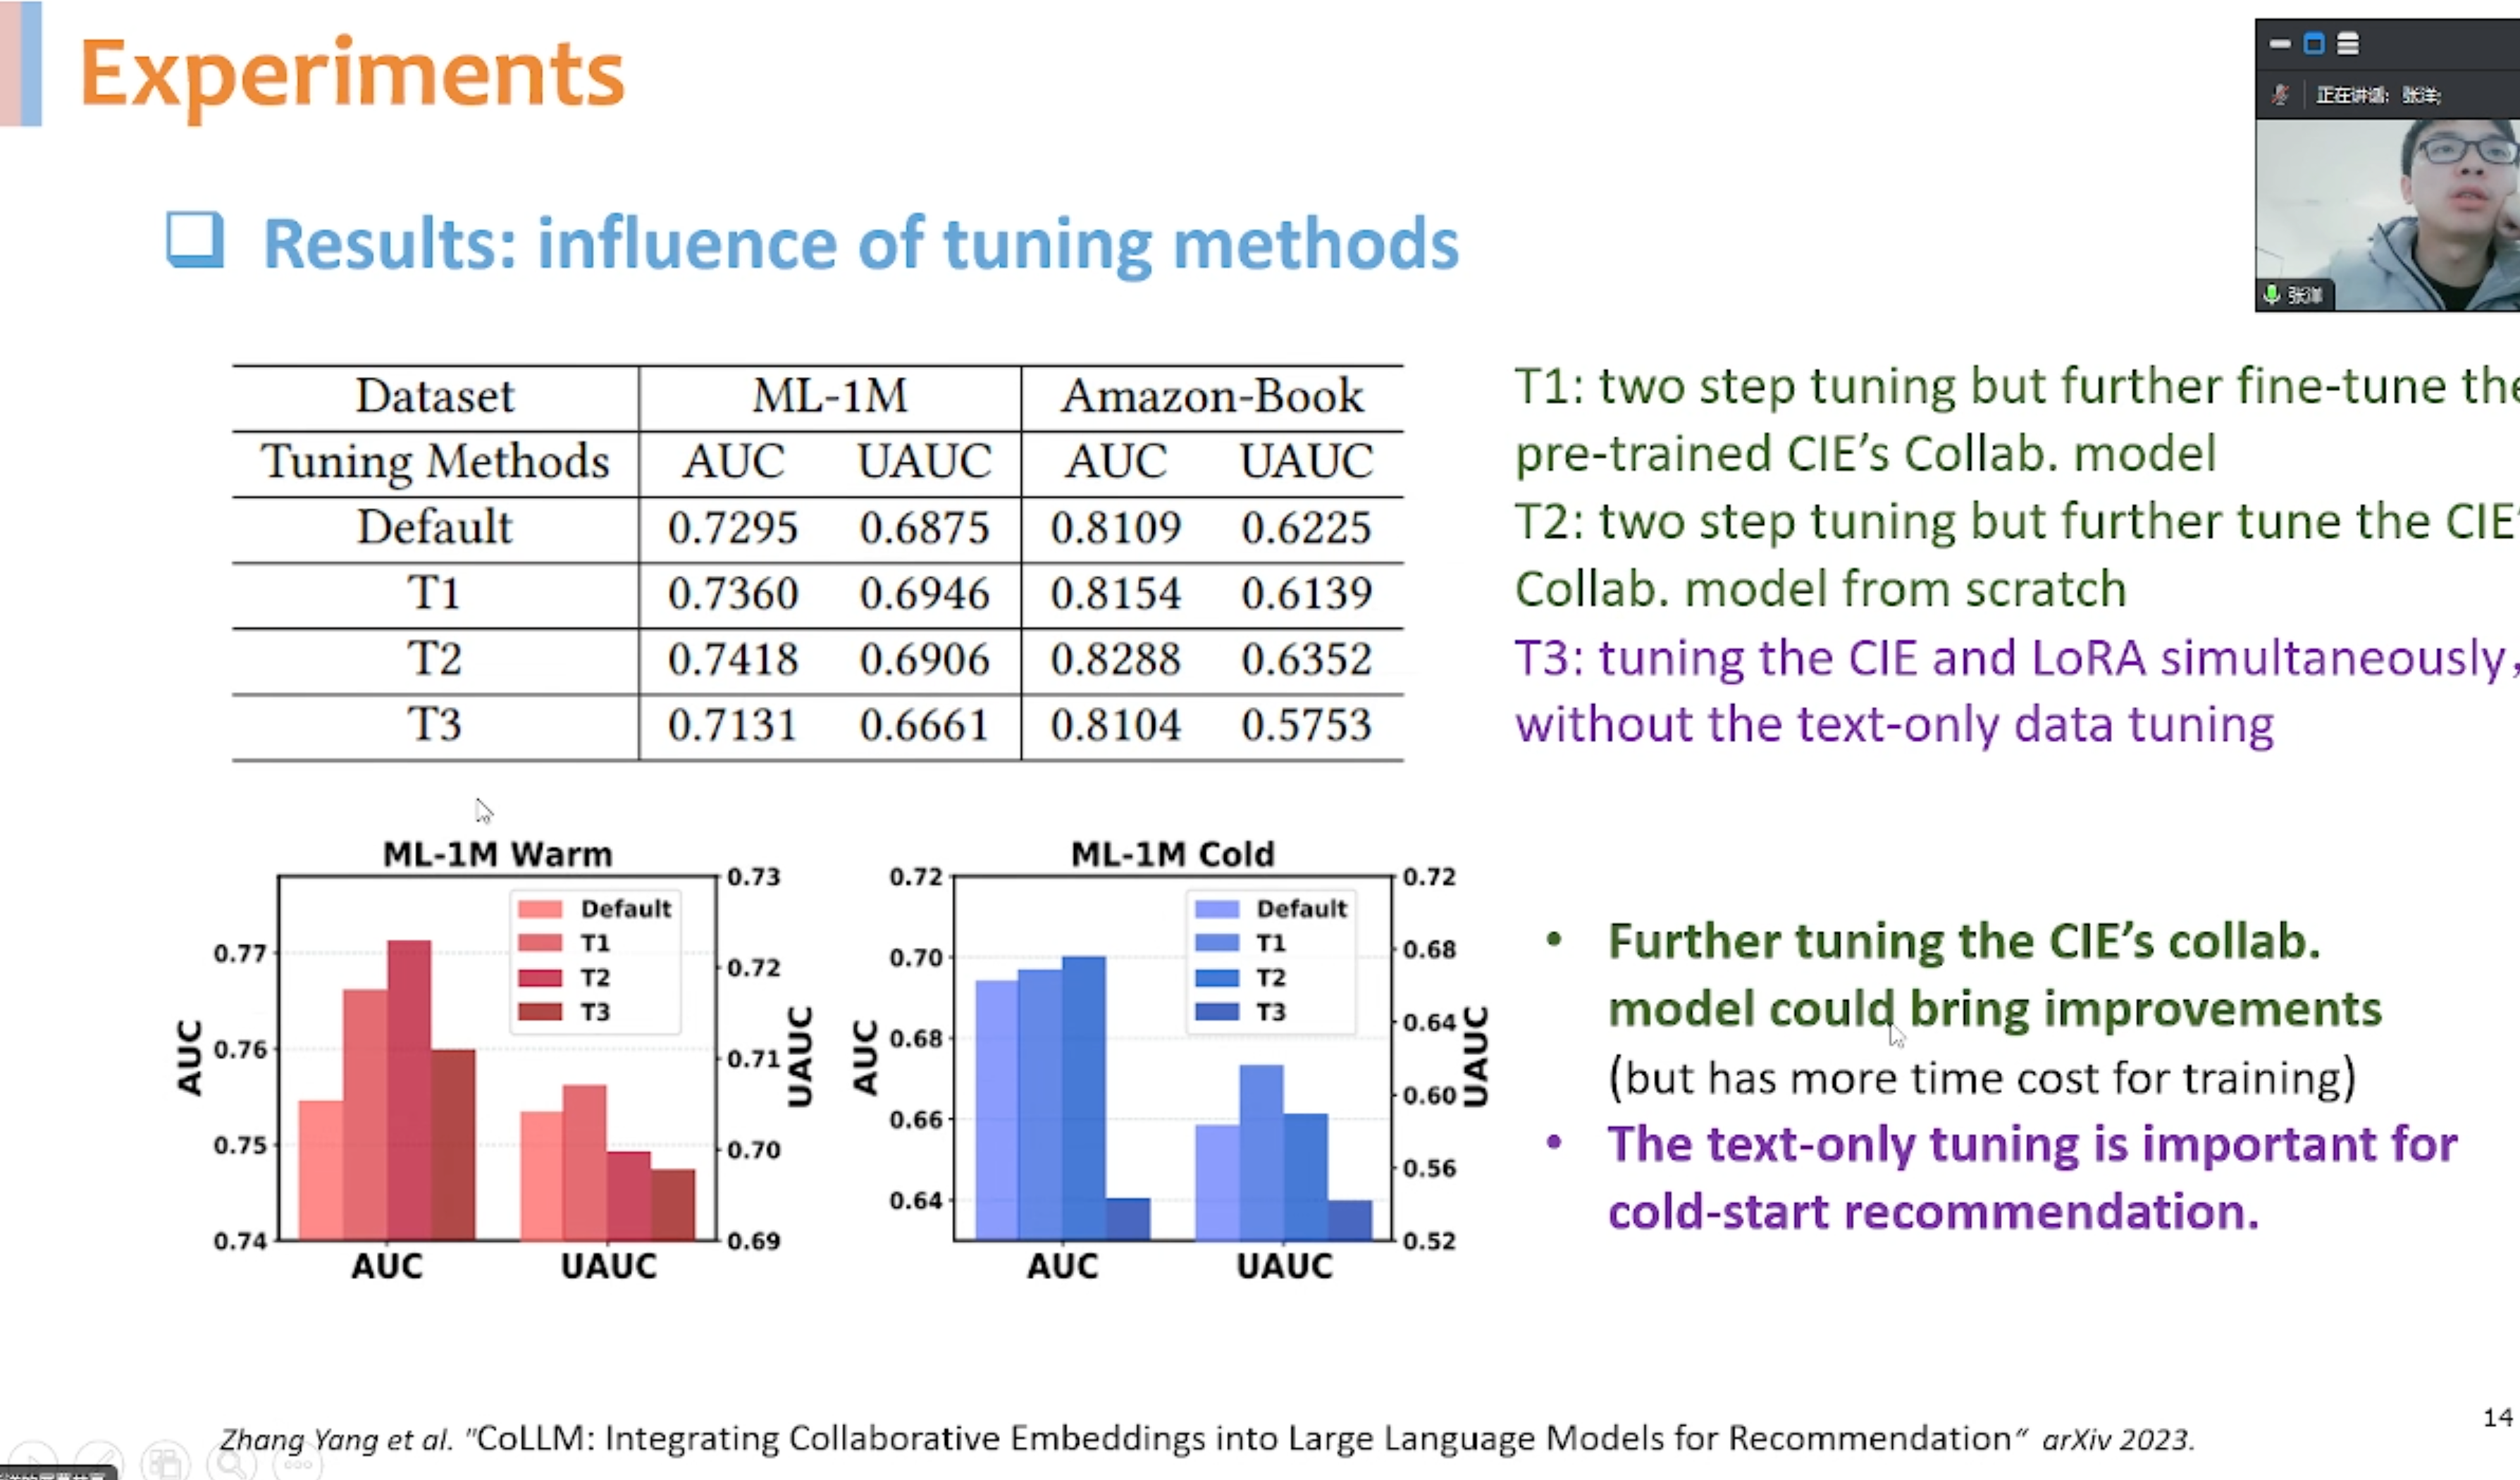 Experiments
正在讲话: 张洋;
张洋
Results: influence of tuning methods
Dataset ML-1M Amazon-Book
Tuning Methods AUC UAUC AUC UAUC
Default 0.7295 0.6875 0.8109 0.6225
T1 0.7360 0.6946 0.8154 0.6139
T2 0.7418 0.6906 0.8288 0.6352
T3 0.7131 0.6661 0.8104 0.5753
T1: two step tuning but further fine-tune the
pre-trained CIE’s Collab. model
T2: two step tuning but further tune the CIE’
Collab. model from scratch
T3: tuning the CIE and LoRA simultaneously,
without the text-only data tuning
ML-1M Warm
0.77
0.76
0.75
0.74
AUC
0.73
0.72
0.71
0.70
0.69
UAUC
Default
T1
T2
T3
AUC UAUC
ML-1M Cold
0.72
0.70
0.68
0.66
0.64
AUC
0.72
0.68
0.64
0.60
0.56
0.52
UAUC
Default
T1
T2
T3
AUC UAUC
• Further tuning the CIE’s collab.
model could bring improvements
(but has more time cost for training)
• The text-only tuning is important for
cold-start recommendation.
14
Zhang Yang et al. "CoLLM: Integrating Collaborative Embeddings into Large Language Models for Recommendation“ arXiv 2023.